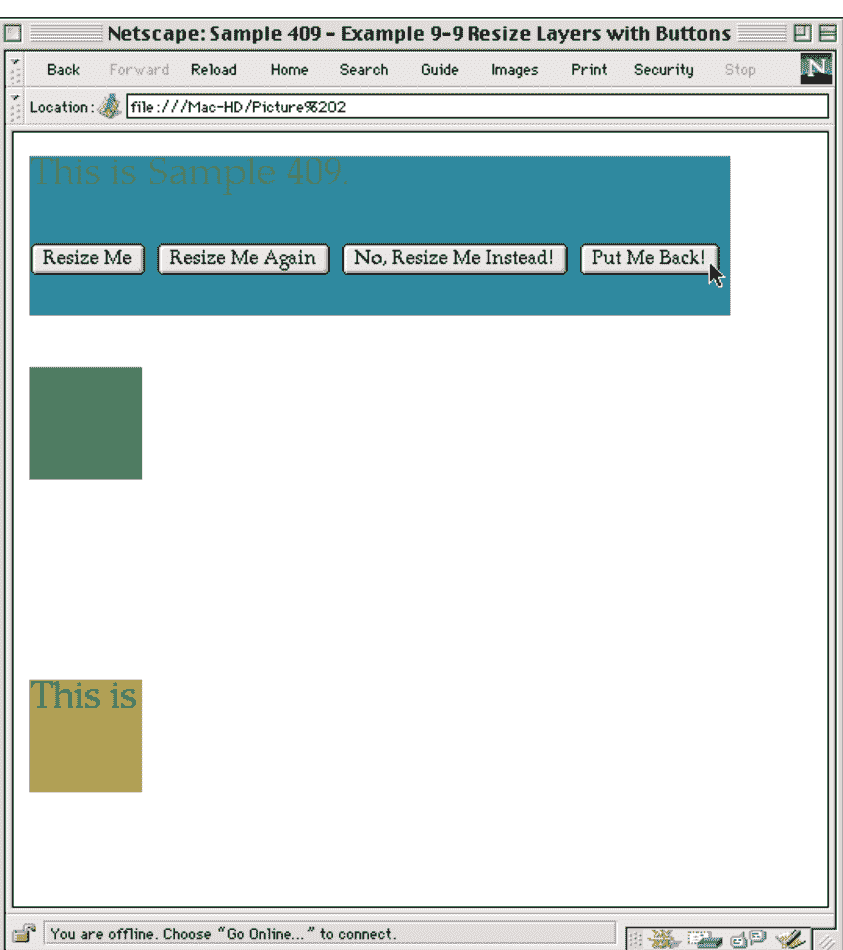 Netscape: Sample 409 - Example 9-9 Resize Layers with Buttons
Back Forward Reload Home Search Guide Images Print Security Stop N
Location: file:///Mac-HD/Picture%202
This is Sample 409.
Resize Me Resize Me Again No, Resize Me Instead! Put Me Back!
This is
You are offline. Choose "Go Online..." to connect.